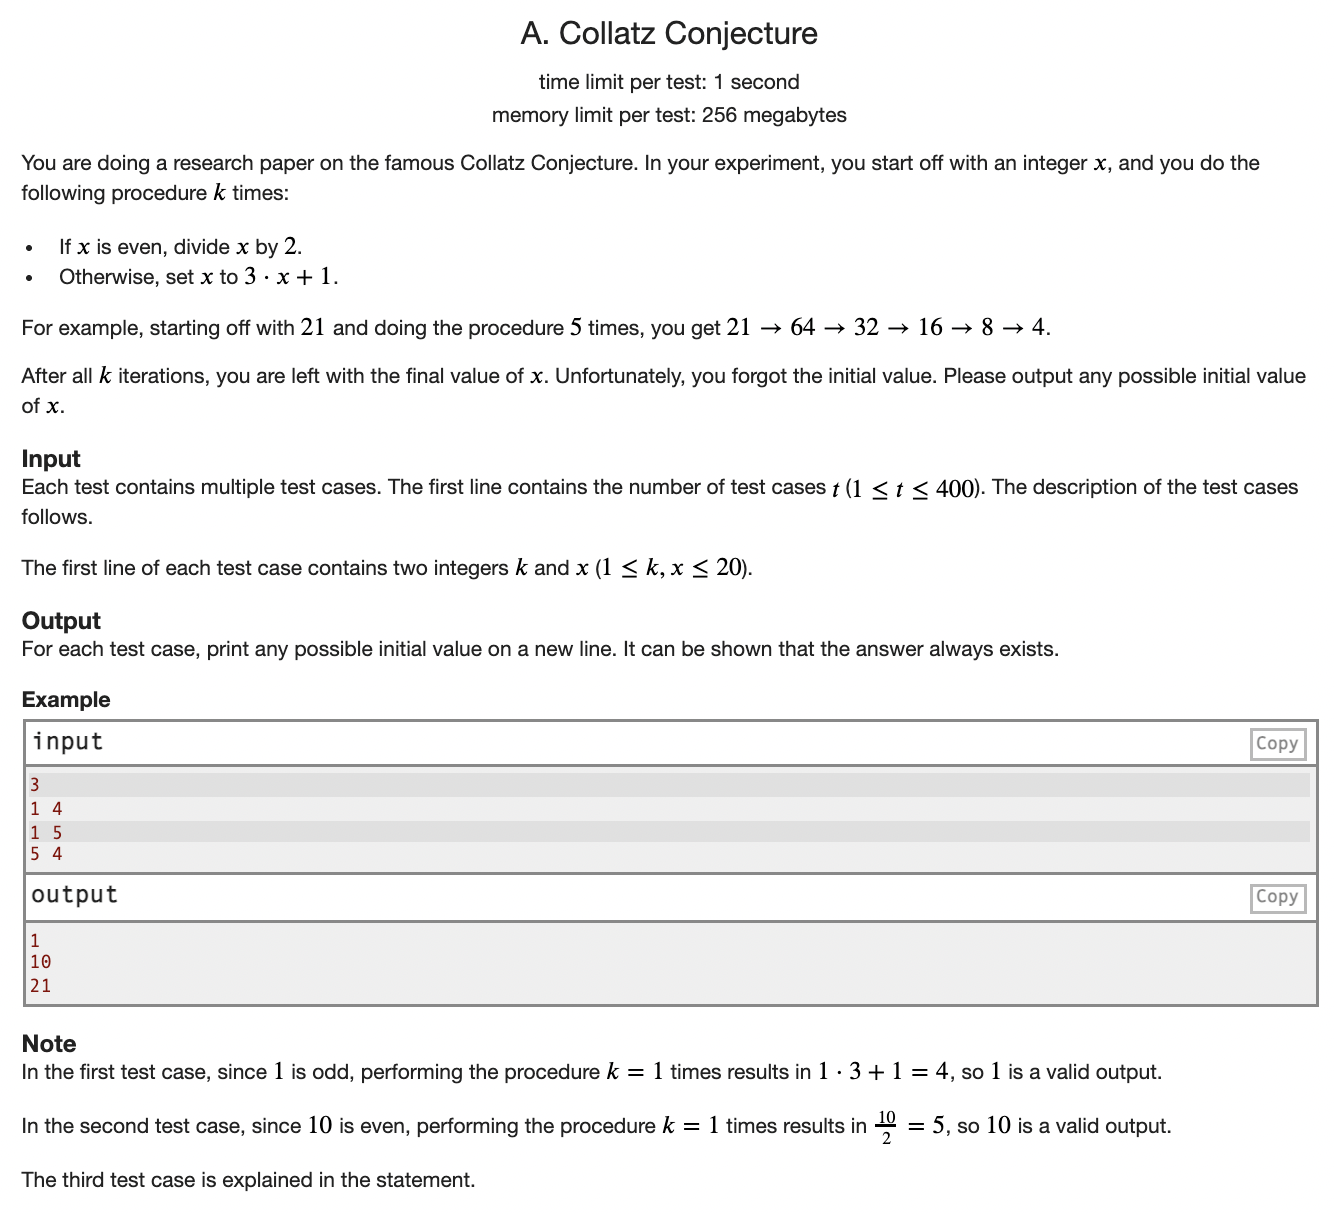 A. Collatz Conjecture
time limit per test: 1 second
memory limit per test: 256 megabytes
You are doing a research paper on the famous Collatz Conjecture. In your experiment, you start off with an integer x, and you do the
following procedure k times:
• If x is even, divide x by 2.
• Otherwise, set x to 3 · x + 1.
For example, starting off with 21 and doing the procedure 5 times, you get 21 → 64 → 32 → 16 → 8 → 4.
After all k iterations, you are left with the final value of x. Unfortunately, you forgot the initial value. Please output any possible initial value
of x.
Input
Each test contains multiple test cases. The first line contains the number of test cases t (1 ≤ t ≤ 400). The description of the test cases
follows.
The first line of each test case contains two integers k and x (1 ≤ k, x ≤ 20).
Output
For each test case, print any possible initial value on a new line. It can be shown that the answer always exists.
Example
input Copy
3
1 4
1 5
5 4
output Copy
1
10
21
Note
In the first test case, since 1 is odd, performing the procedure k = 1 times results in 1 · 3 + 1 = 4, so 1 is a valid output.
In the second test case, since 10 is even, performing the procedure k = 1 times results in 10/2 = 5, so 10 is a valid output.
The third test case is explained in the statement.